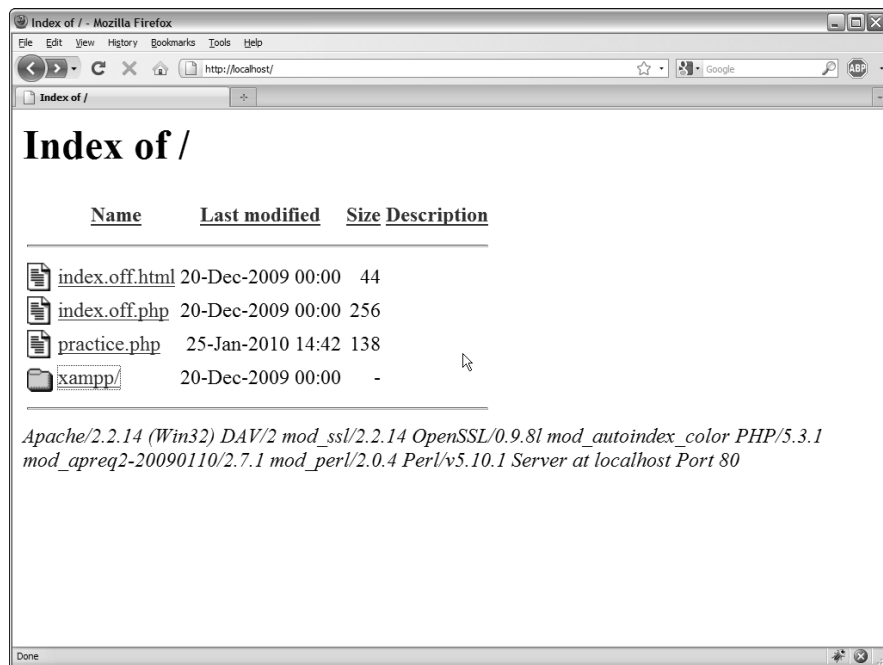 Index of / - Mozilla Firefox
File Edit View History Bookmarks Tools Help
http://localhost/ Google ABP
Index of /
Index of /
Name Last modified Size Description
index.off.html 20-Dec-2009 00:00 44
index.off.php 20-Dec-2009 00:00 256
practice.php 25-Jan-2010 14:42 138
xampp/ 20-Dec-2009 00:00 -
Apache/2.2.14 (Win32) DAV/2 mod_ssl/2.2.14 OpenSSL/0.9.8l mod_autoindex_color PHP/5.3.1
mod_apreq2-20090110/2.7.1 mod_perl/2.0.4 Perl/v5.10.1 Server at localhost Port 80
Done